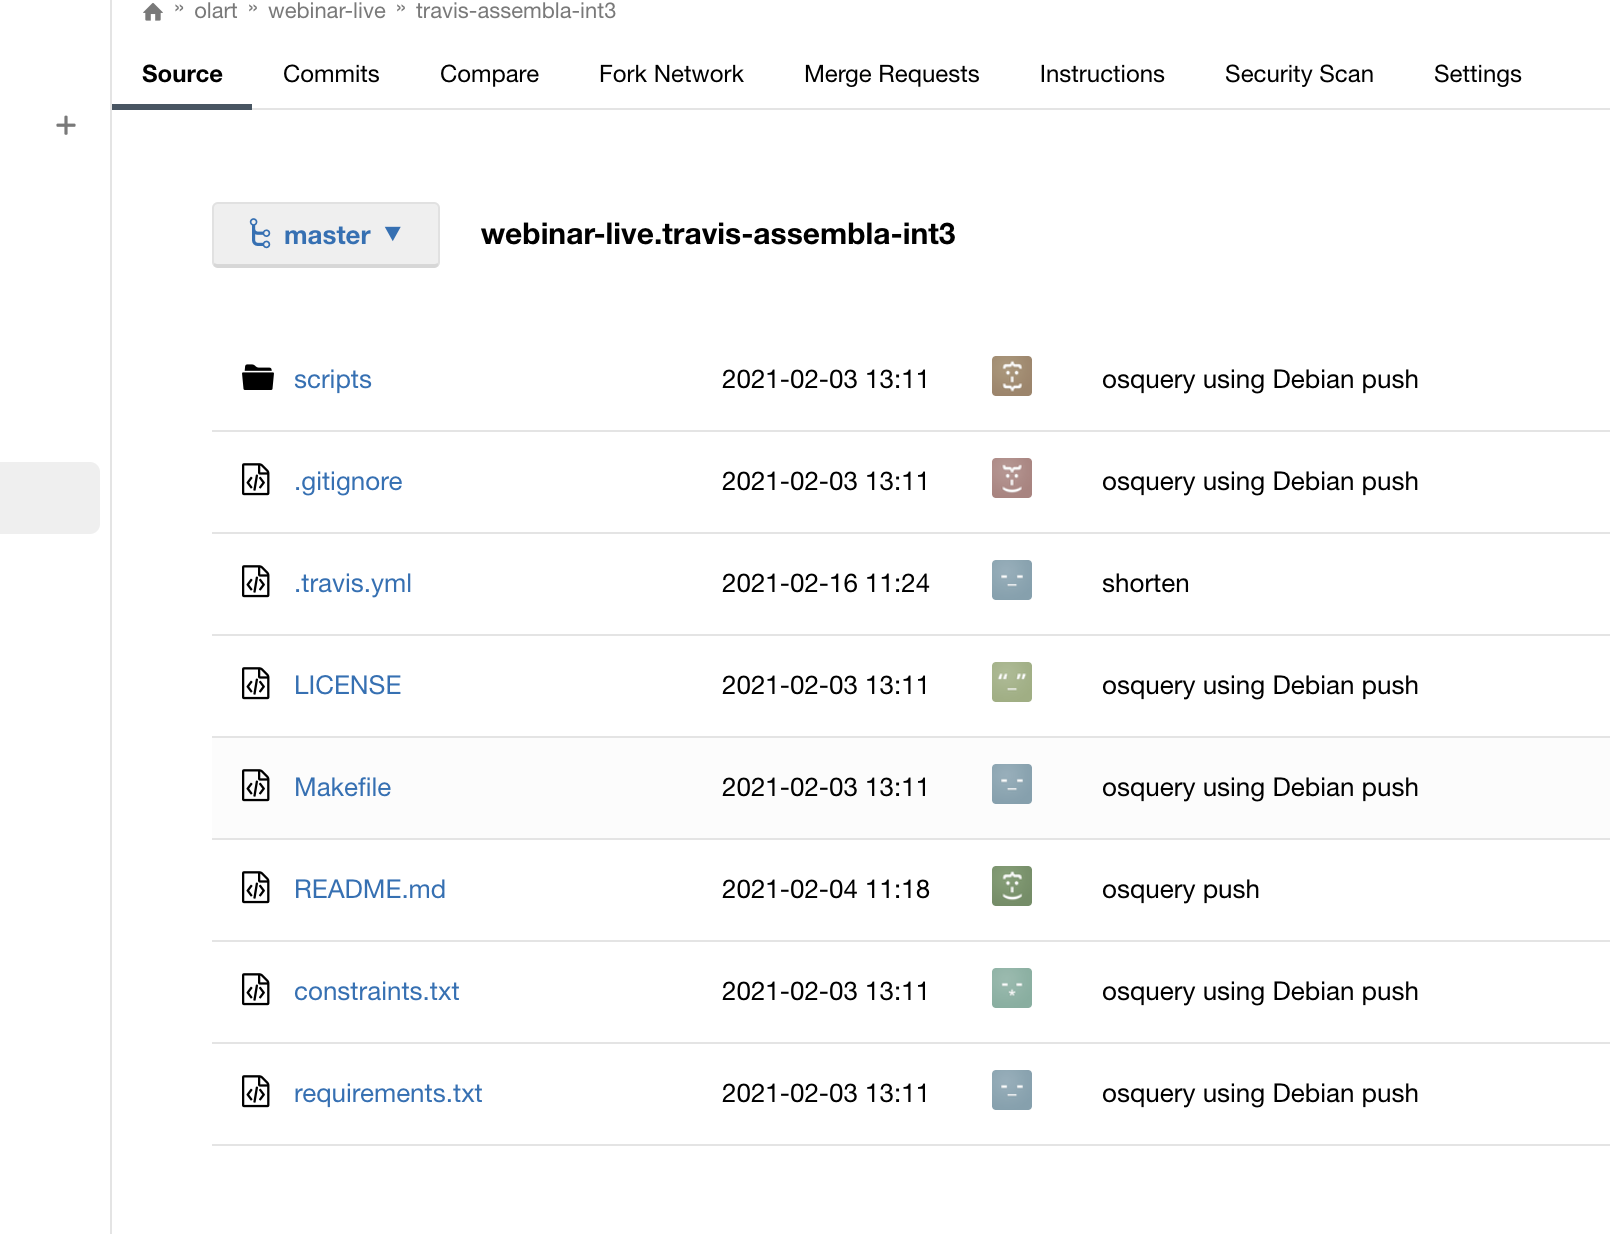 » olart » webinar-live » travis-assembla-int3
Source Commits Compare Fork Network Merge Requests Instructions Security Scan Settings
master ▼ webinar-live.travis-assembla-int3
scripts 2021-02-03 13:11 osquery using Debian push
.gitignore 2021-02-03 13:11 osquery using Debian push
.travis.yml 2021-02-16 11:24 shorten
LICENSE 2021-02-03 13:11 osquery using Debian push
Makefile 2021-02-03 13:11 osquery using Debian push
README.md 2021-02-04 11:18 osquery push
constraints.txt 2021-02-03 13:11 osquery using Debian push
requirements.txt 2021-02-03 13:11 osquery using Debian push